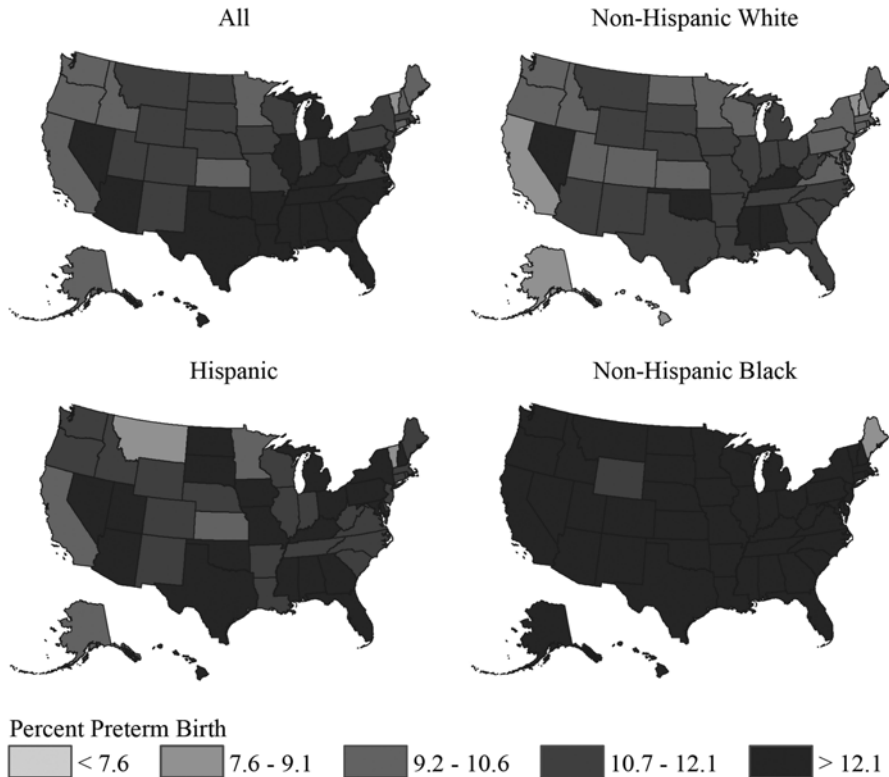 All
Non-Hispanic White
Hispanic
Non-Hispanic Black
Percent Preterm Birth
< 7.6
7.6 - 9.1
9.2 - 10.6
10.7 - 12.1
> 12.1